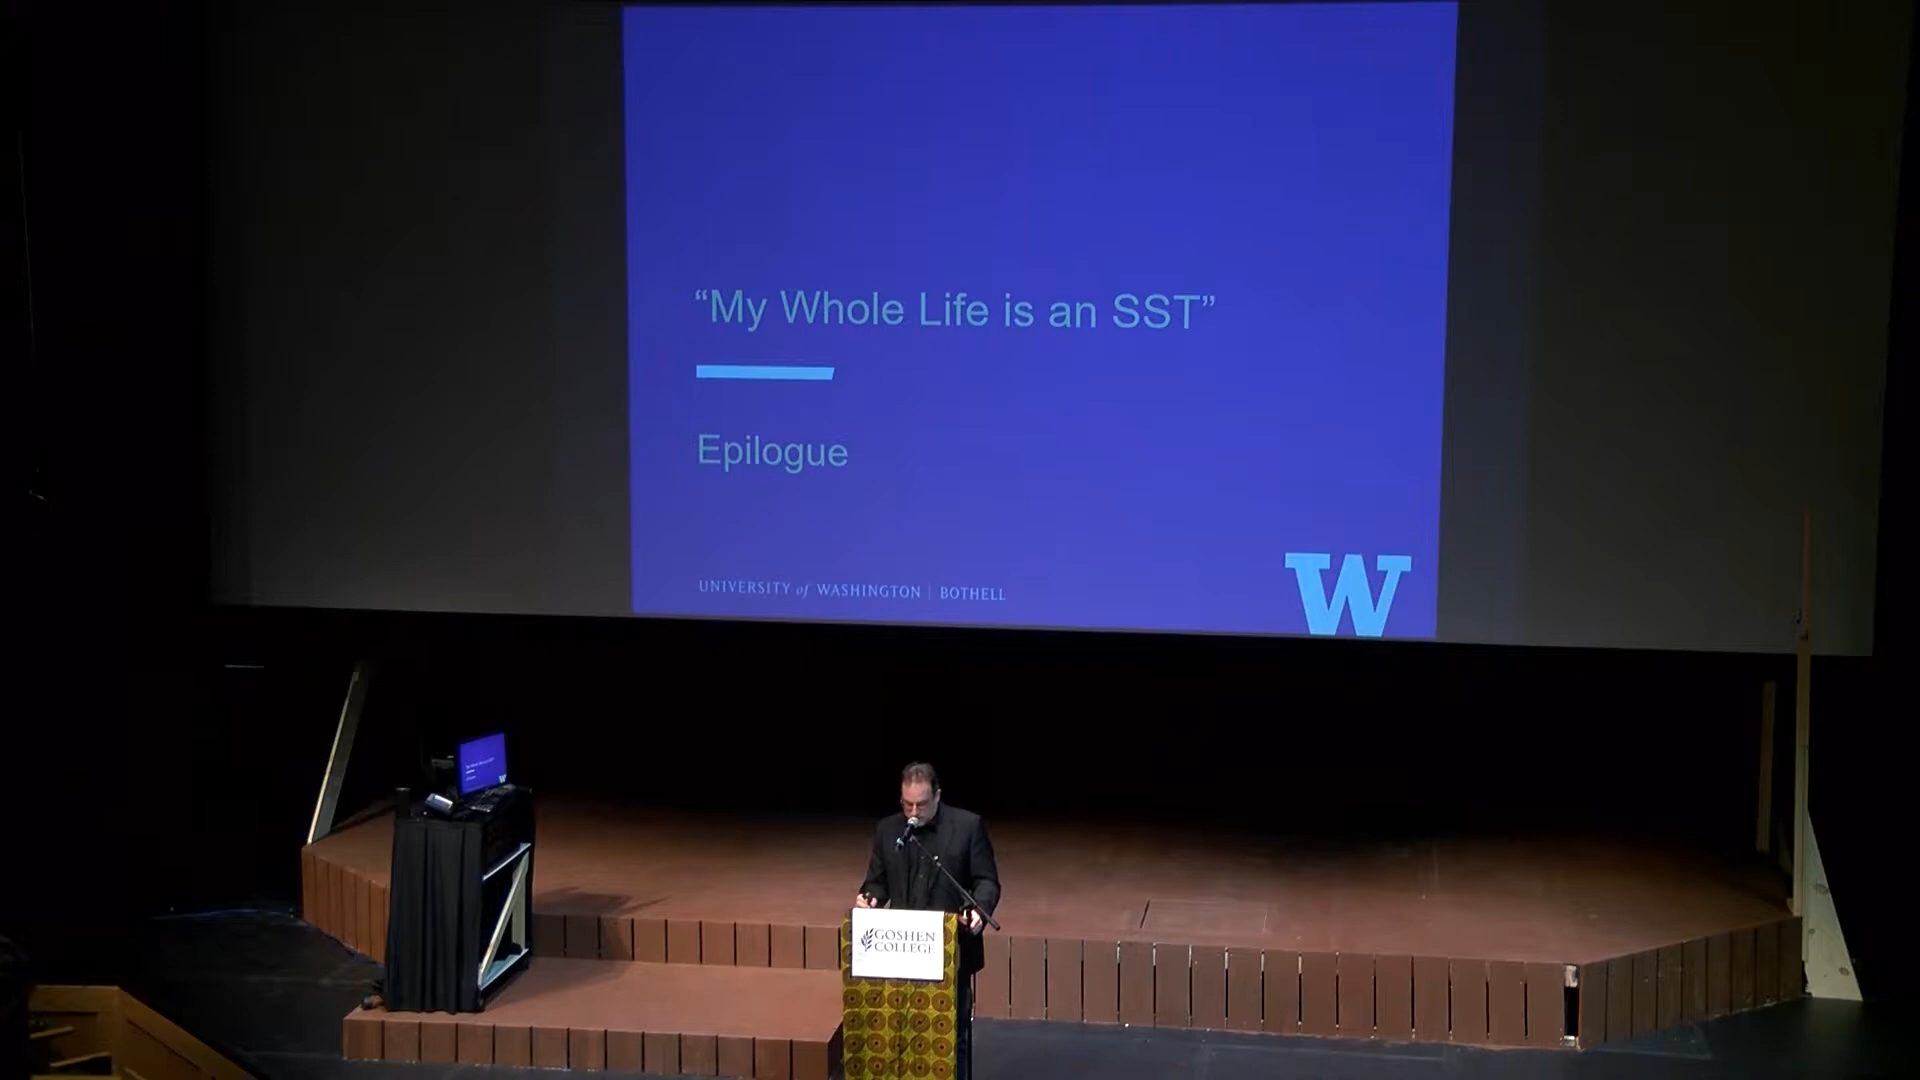 “My Whole Life is an SST”
Epilogue
UNIVERSITY of WASHINGTON | BOTHELL
W
GOSHEN
COLLEGE